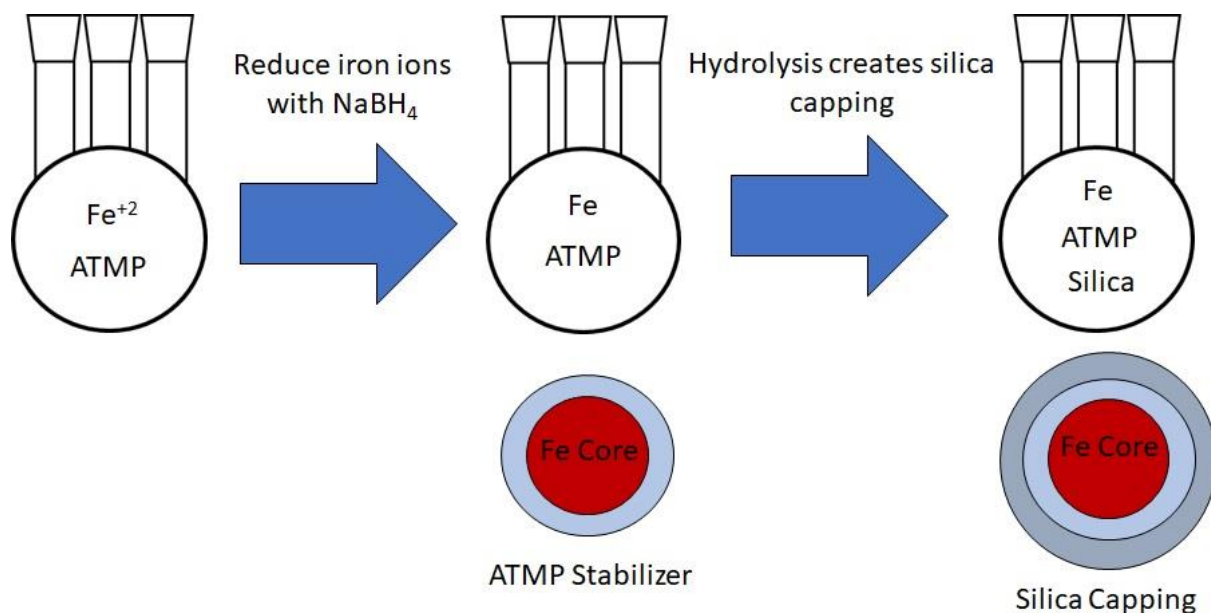 Reduce iron ions
with NaBH₄
Hydrolysis creates silica
capping
Fe⁺²
ATMP
Fe
ATMP
Fe
ATMP
Silica
Fe Core
Fe Core
ATMP Stabilizer
Silica Capping